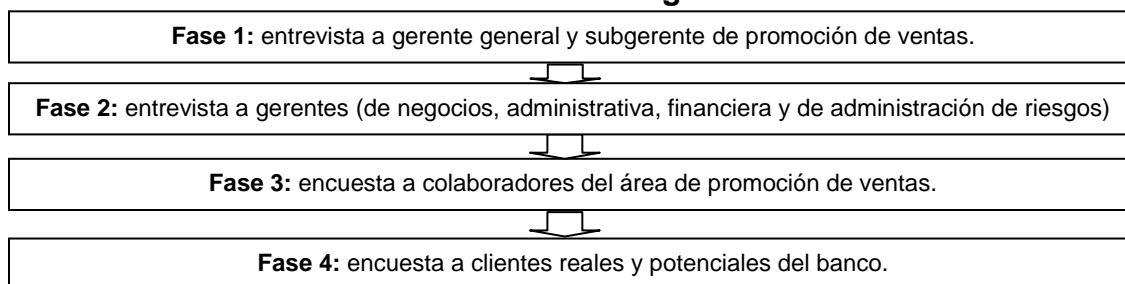 Fase 1: entrevista a gerente general y subgerente de promoción de ventas.
Fase 2: entrevista a gerentes (de negocios, administrativa, financiera y de administración de riesgos)
Fase 3: encuesta a colaboradores del área de promoción de ventas.
Fase 4: encuesta a clientes reales y potenciales del banco.